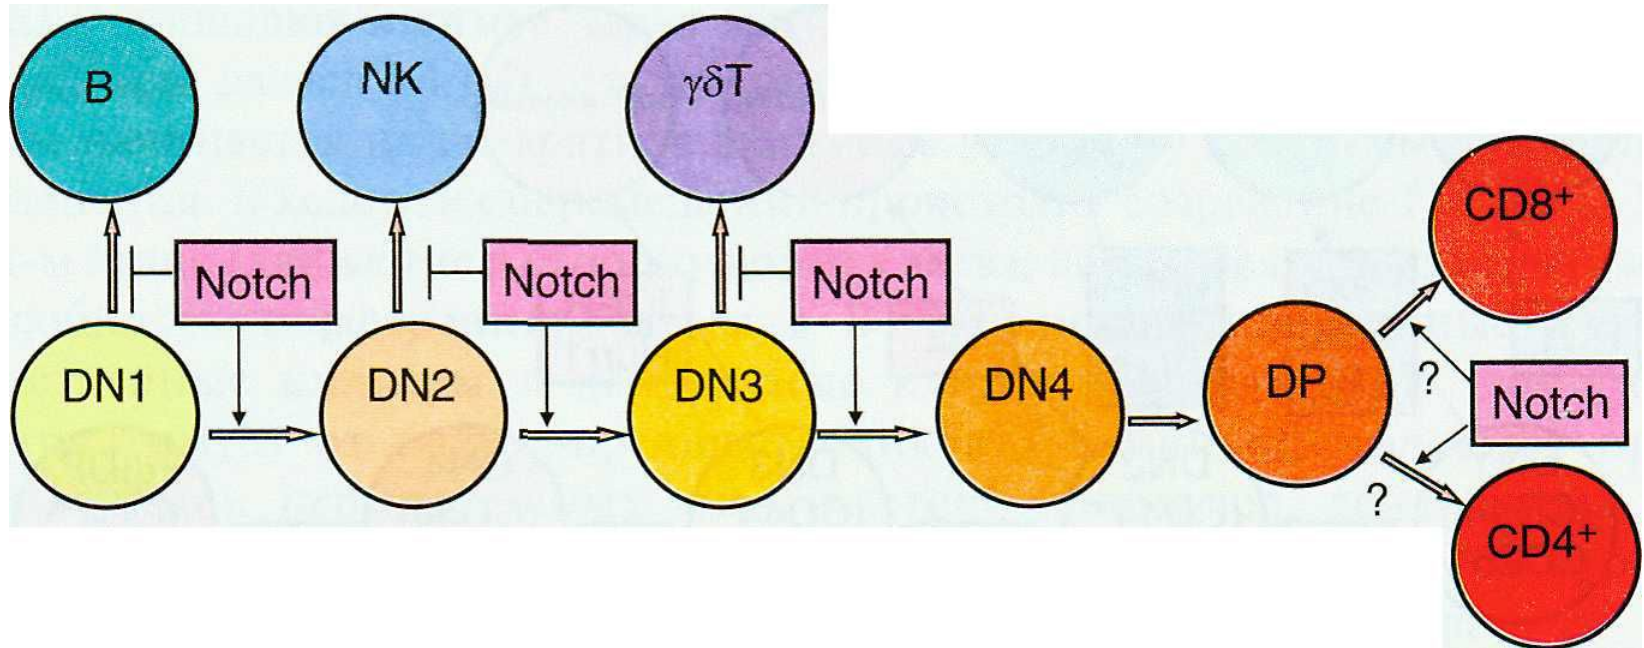 B
NK
γδT
CD8⁺
Notch
Notch
Notch
DN1
DN2
DN3
DN4
DP
?
Notch
?
CD4⁺